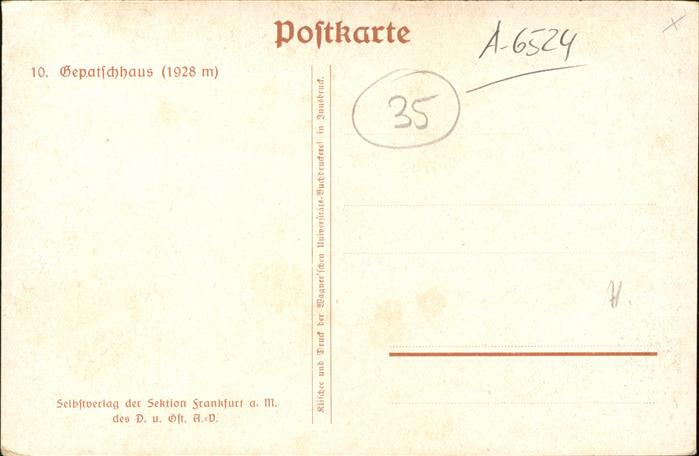 Postkarte
A-6524
10. Gepatschhaus (1928 m)
35
Klischee und Druck der Wagner'schen Universitäts-Buchdruckerei in Innsbruck.
H.
Selbstverlag der Sektion Frankfurt a. M.
des D. u. Öst. A.-V.